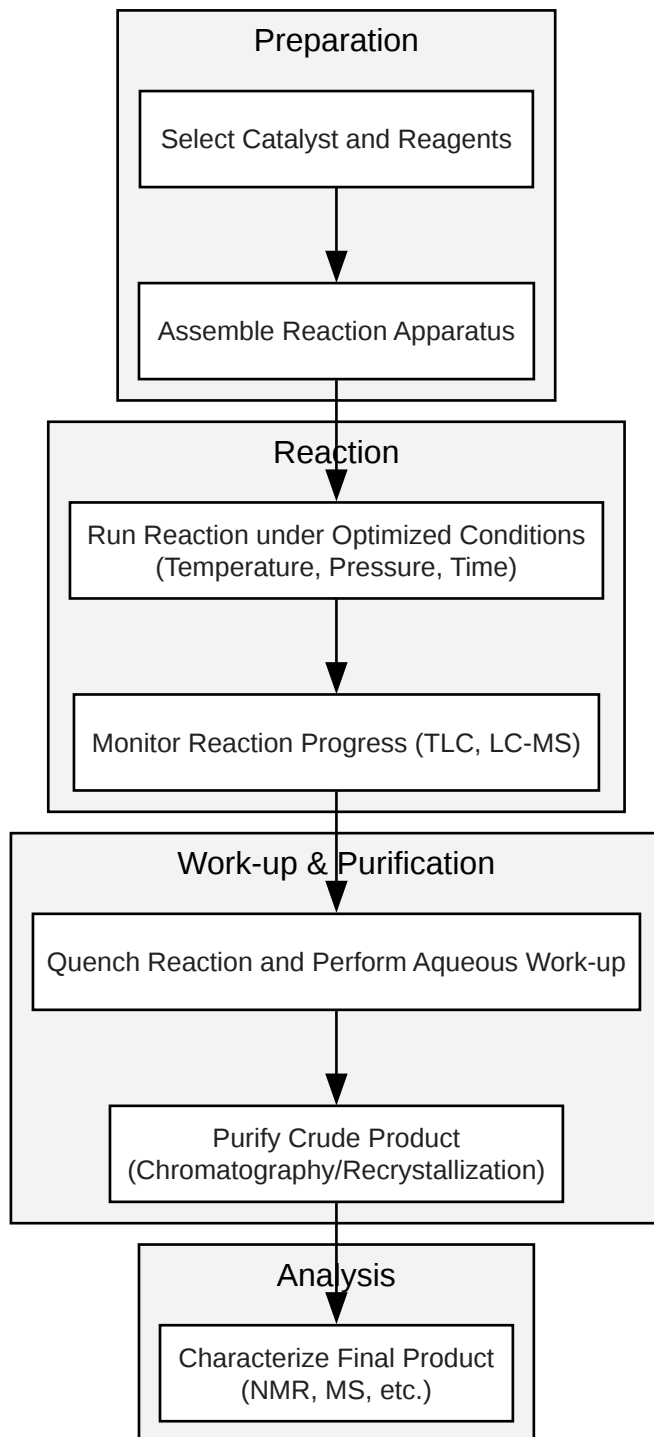 Preparation
Select Catalyst and Reagents
Assemble Reaction Apparatus
Reaction
Run Reaction under Optimized Conditions
(Temperature, Pressure, Time)
Monitor Reaction Progress (TLC, LC-MS)
Work-up & Purification
Quench Reaction and Perform Aqueous Work-up
Purify Crude Product
(Chromatography/Recrystallization)
Analysis
Characterize Final Product
(NMR, MS, etc.)